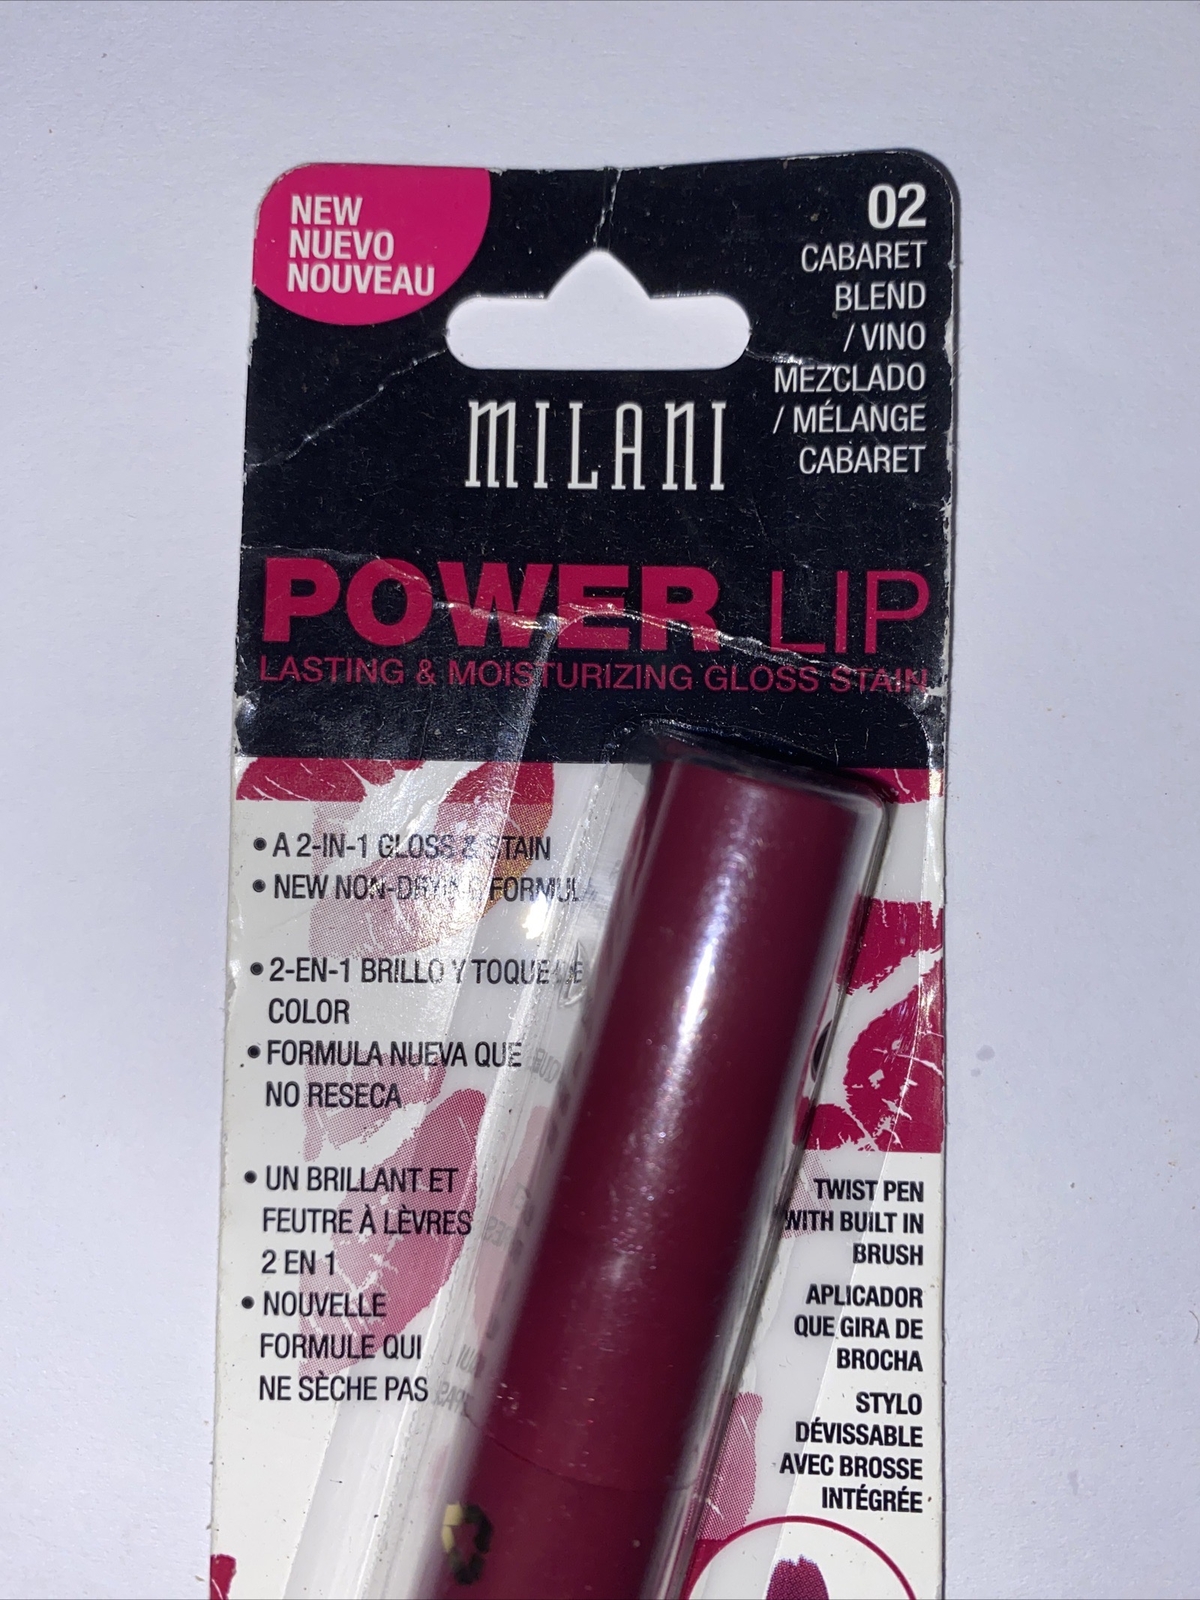 NEW
NUEVO
NOUVEAU
02
CABARET
BLEND
/ VINO
MEZCLADO
/ MÉLANGE
CABARET
MILANI
POWER LIP
LASTING & MOISTURIZING GLOSS STAIN
• A 2-IN-1 GLOSS & STAIN
• NEW NON-DRYING FORMULA
• 2-EN-1 BRILLO Y TOQUE DE
COLOR
• FORMULA NUEVA QUE
NO RESECA
• UN BRILLANT ET
FEUTRE À LÈVRES
2 EN 1
• NOUVELLE
FORMULE QUI
NE SÈCHE PAS
TWIST PEN
WITH BUILT IN
BRUSH
APLICADOR
QUE GIRA DE
BROCHA
STYLO
DÉVISSABLE
AVEC BROSSE
INTÉGRÉE